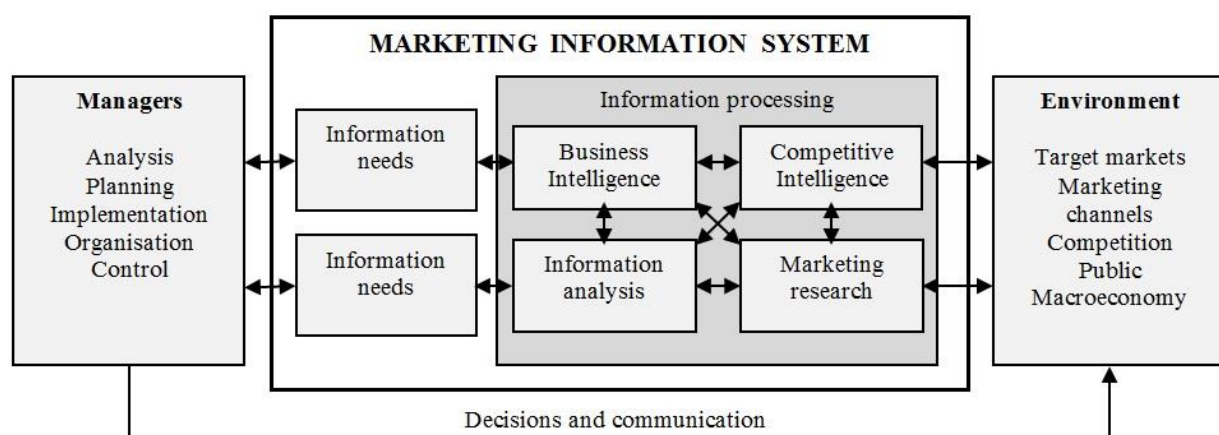 MARKETING INFORMATION SYSTEM
Managers
Analysis
Planning
Implementation
Organisation
Control
Information
needs
Information
needs
Information processing
Business
Intelligence
Competitive
Intelligence
Information
analysis
Marketing
research
Environment
Target markets
Marketing
channels
Competition
Public
Macroeconomy
Decisions and communication